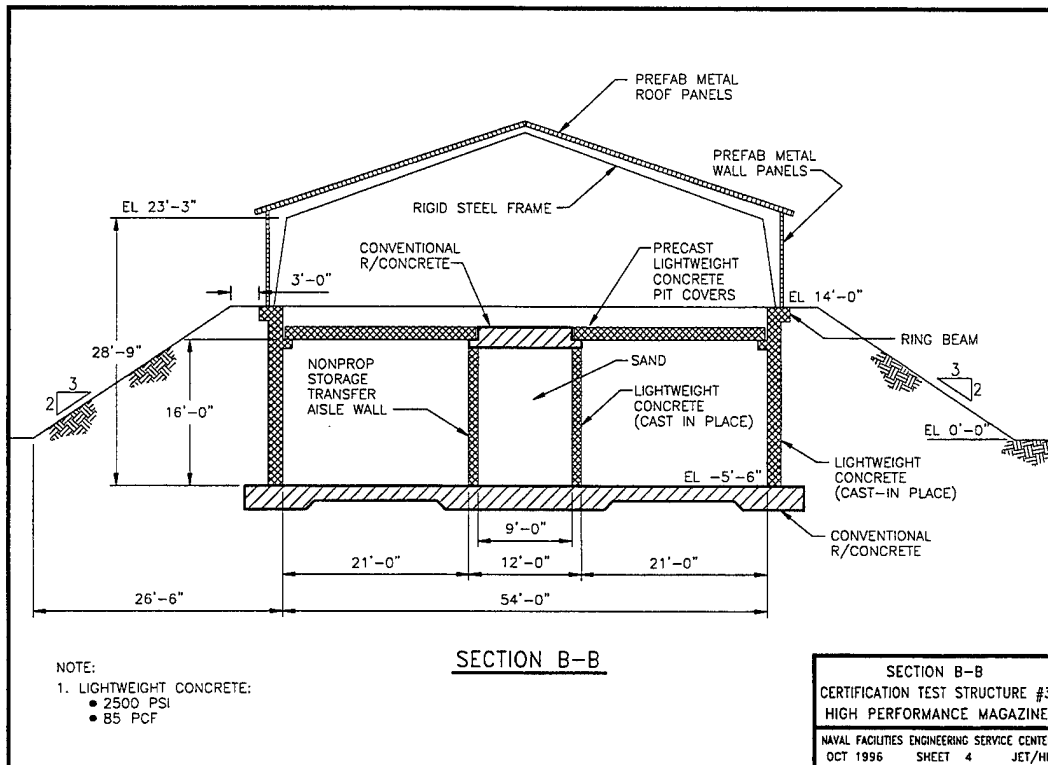 PREFAB METAL
ROOF PANELS
PREFAB METAL
WALL PANELS
EL 23'-3"
RIGID STEEL FRAME
CONVENTIONAL
R/CONCRETE
PRECAST
LIGHTWEIGHT
CONCRETE
PIT COVERS
3'-0"
EL 14'-0"
RING BEAM
28'-9"
NONPROP
STORAGE
TRANSFER
AISLE WALL
SAND
3
2
3
2
16'-0"
LIGHTWEIGHT
CONCRETE
(CAST IN PLACE)
EL 0'-0"
EL -5'-6"
LIGHTWEIGHT
CONCRETE
(CAST-IN PLACE)
9'-0"
CONVENTIONAL
R/CONCRETE
21'-0"
12'-0"
21'-0"
26'-6"
54'-0"
SECTION B-B
NOTE:
1. LIGHTWEIGHT CONCRETE:
● 2500 PSI
● 85 PCF
SECTION B-B
CERTIFICATION TEST STRUCTURE #3
HIGH PERFORMANCE MAGAZINE
NAVAL FACILITIES ENGINEERING SERVICE
OCT 1996 SHEET 4